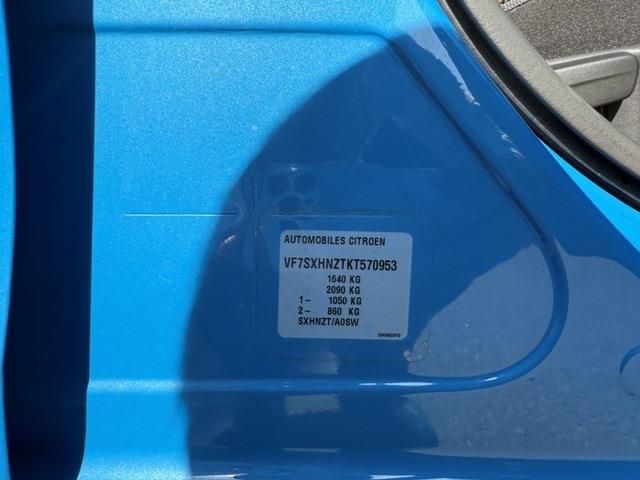 AUTOMOBILES CITROEN
VF7SXHNZTKT570953
1640 KG
2090 KG
1- 1050 KG
2- 860 KG
SXHNZT/A0SW